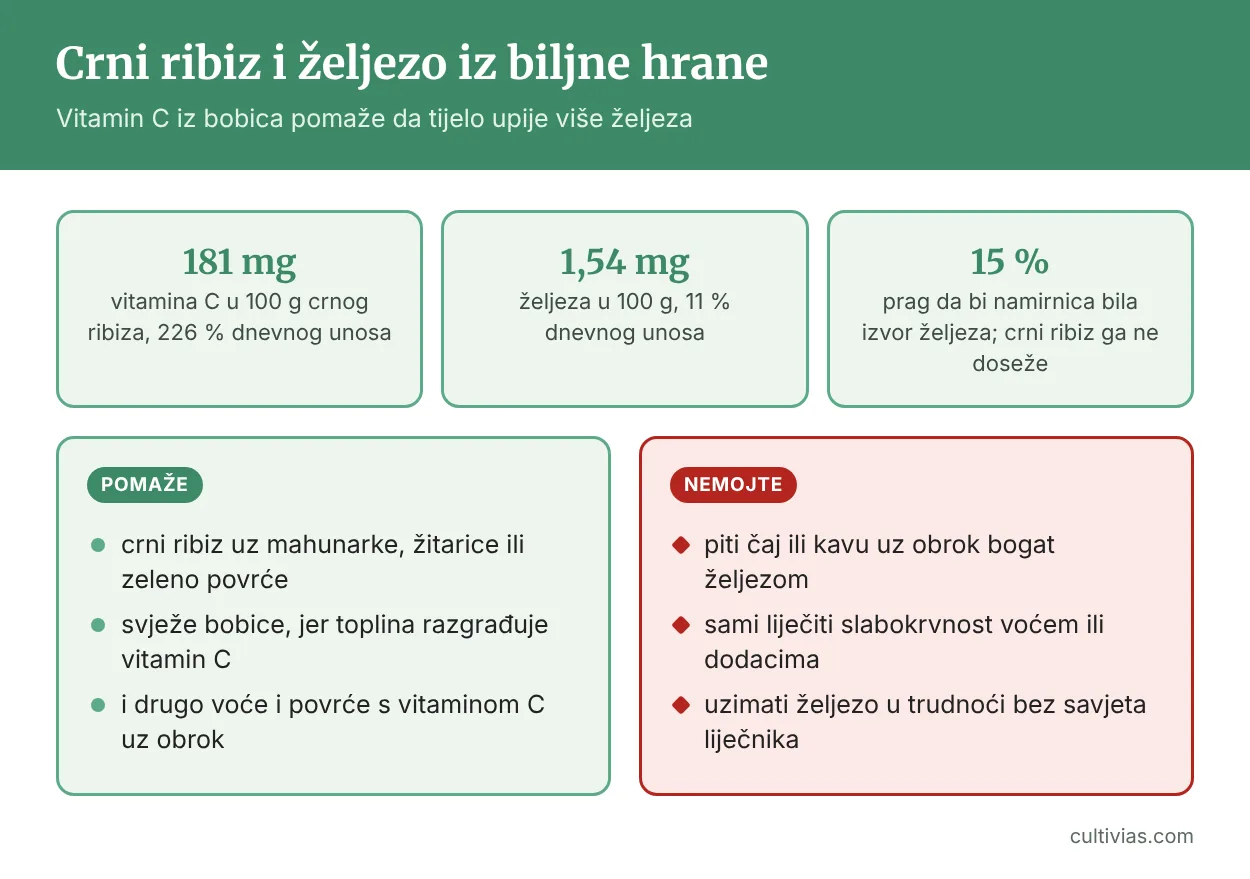 Crni ribiz i željezo iz biljne hrane
Vitamin C iz bobica pomaže da tijelo upije više željeza
181 mg
vitamina C u 100 g crnog
ribiza, 226 % dnevnog unosa
1,54 mg
željeza u 100 g, 11 %
dnevnog unosa
15 %
prag da bi namirnica bila
izvor željeza; crni ribiz ga ne
doseže
POMAŽE
crni ribiz uz mahunarke, žitarice ili
zeleno povrće
svježe bobice, jer toplina razgrađuje
vitamin C
i drugo voće i povrće s vitaminom C
uz obrok
NEMOJTE
piti čaj ili kavu uz obrok bogat
željezom
sami liječiti slabokrvnost voćem ili
dodacima
uzimati željezo u trudnoći bez savjeta
liječnika
cultivias.com